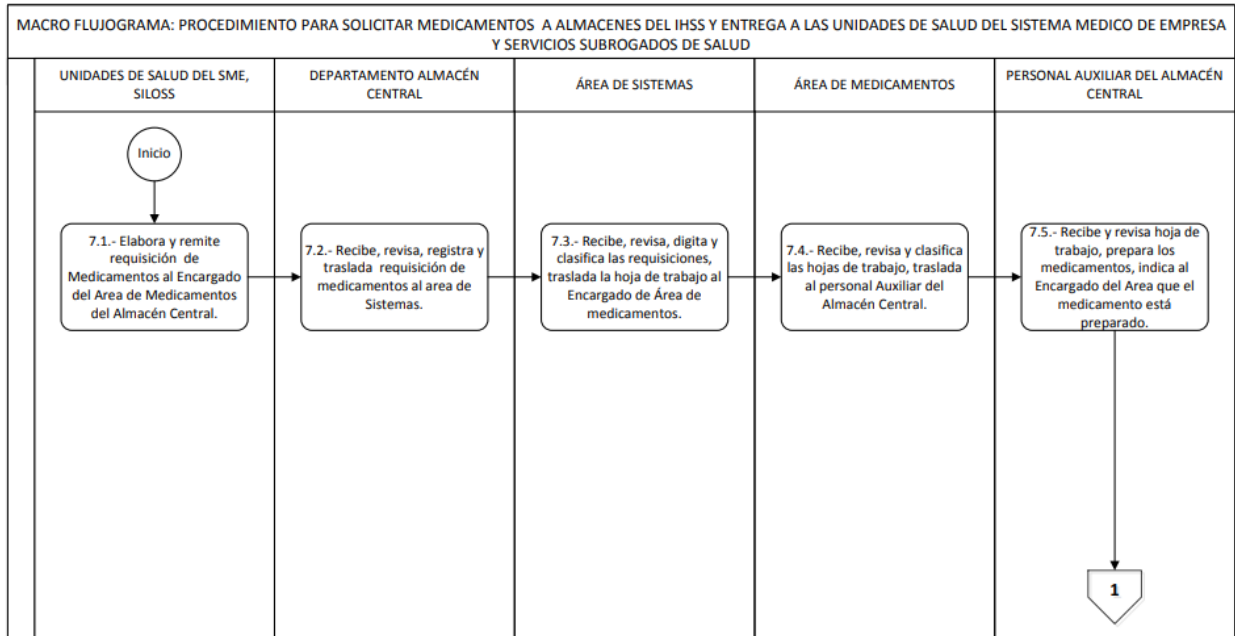 MACRO FLUJOGRAMA: PROCEDIMIENTO PARA SOLICITAR MEDICAMENTOS A ALMACENES DEL IHSS Y ENTREGA A LAS UNIDADES DE SALUD DEL SISTEMA MEDICO DE EMPRESA
Y SERVICIOS SUBROGADOS DE SALUD
UNIDADES DE SALUD DEL SME,
SILOSS
DEPARTAMENTO ALMACÉN
CENTRAL
ÁREA DE SISTEMAS
ÁREA DE MEDICAMENTOS
PERSONAL AUXILIAR DEL ALMACÉN
CENTRAL
Inicio
7.1.- Elabora y remite
requisición de
Medicamentos al Encargado
del Area de Medicamentos
del Almacén Central.
7.2.- Recibe, revisa, registra y
traslada requisición de
medicamentos al area de
Sistemas.
7.3.- Recibe, revisa, digita y
clasifica las requisiciones,
traslada la hoja de trabajo al
Encargado de Área de
medicamentos.
7.4.- Recibe, revisa y clasifica
las hojas de trabajo, traslada
al personal Auxiliar del
Almacén Central.
7.5.- Recibe y revisa hoja de
trabajo, prepara los
medicamentos, indica al
Encargado del Area que el
medicamento está
preparado.
1